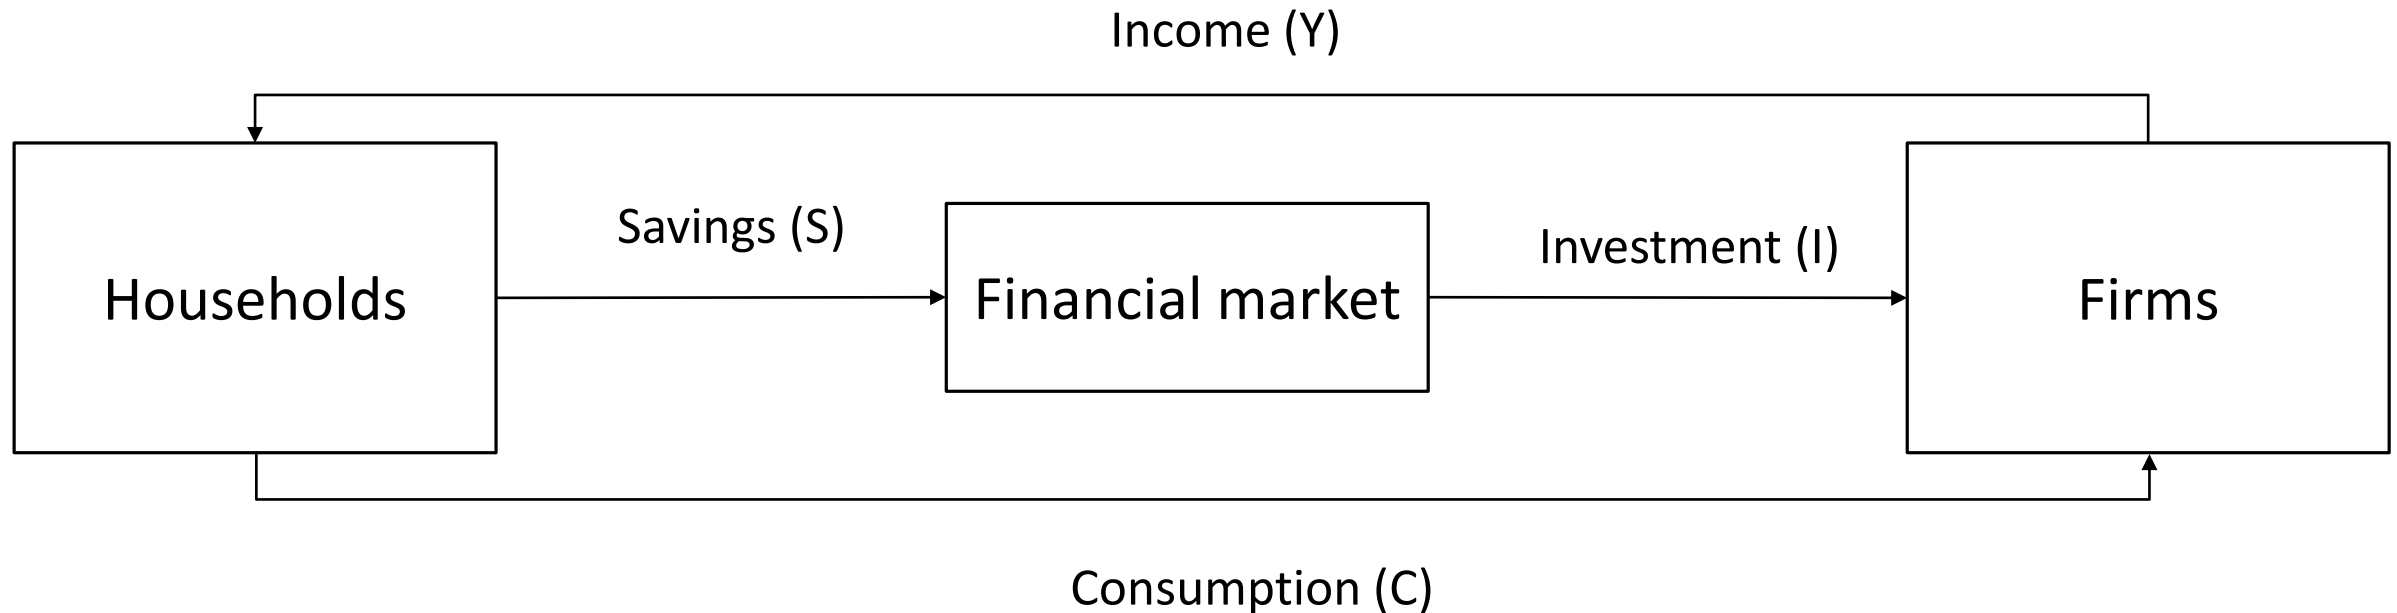 Income (Y)
Savings (S)
Investment (I)
Households
Financial market
Firms
Consumption (C)